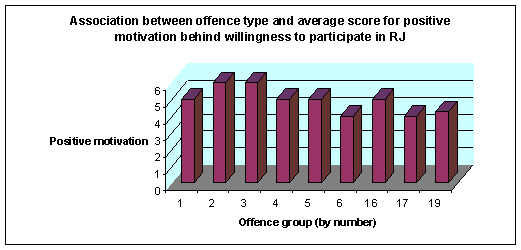 Association between offence type and average score for positive
motivation behind willingness to participate in RJ
6
5
4
3
2
1
0
Positive motivation
1 2 3 4 5 6 16 17 19
Offence group (by number)